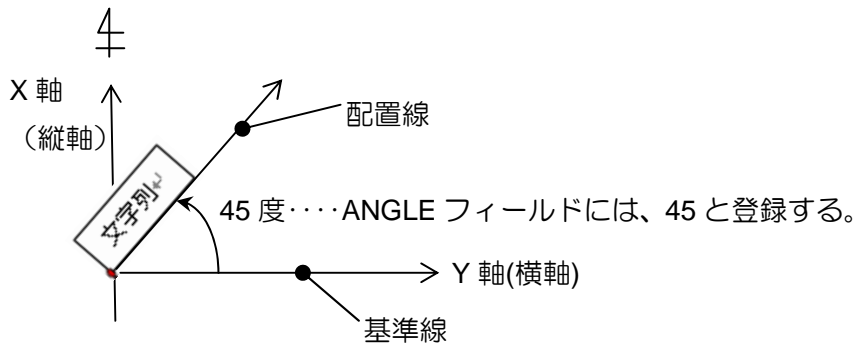 X 軸
(縦軸)
配置線
文字列
45 度‥‥ANGLE フィールドには、45 と登録する。
Y 軸(横軸)
基準線